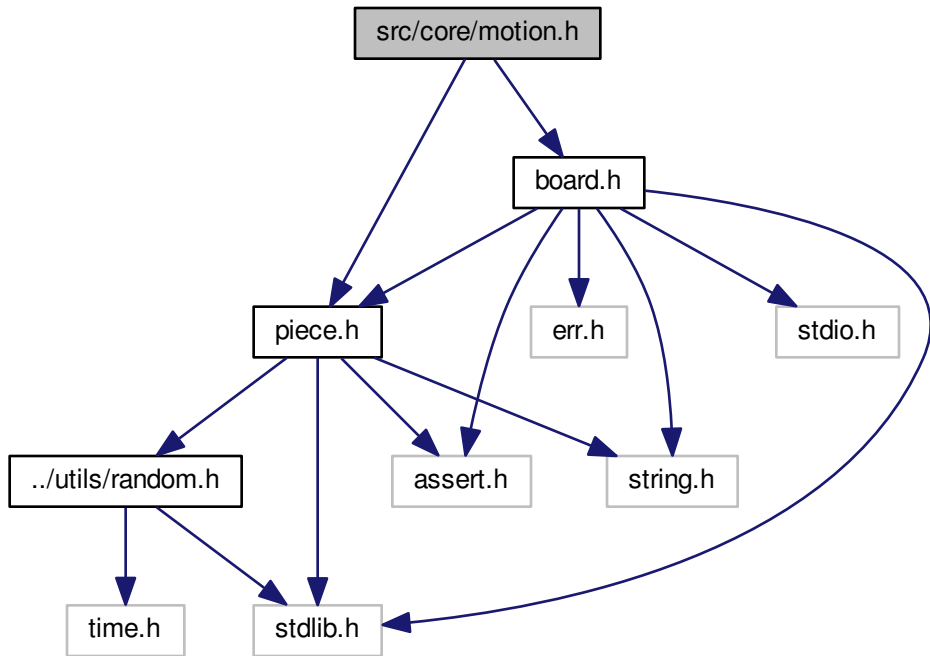 src/core/motion.h
board.h
piece.h
err.h
stdio.h
../utils/random.h
assert.h
string.h
time.h
stdlib.h